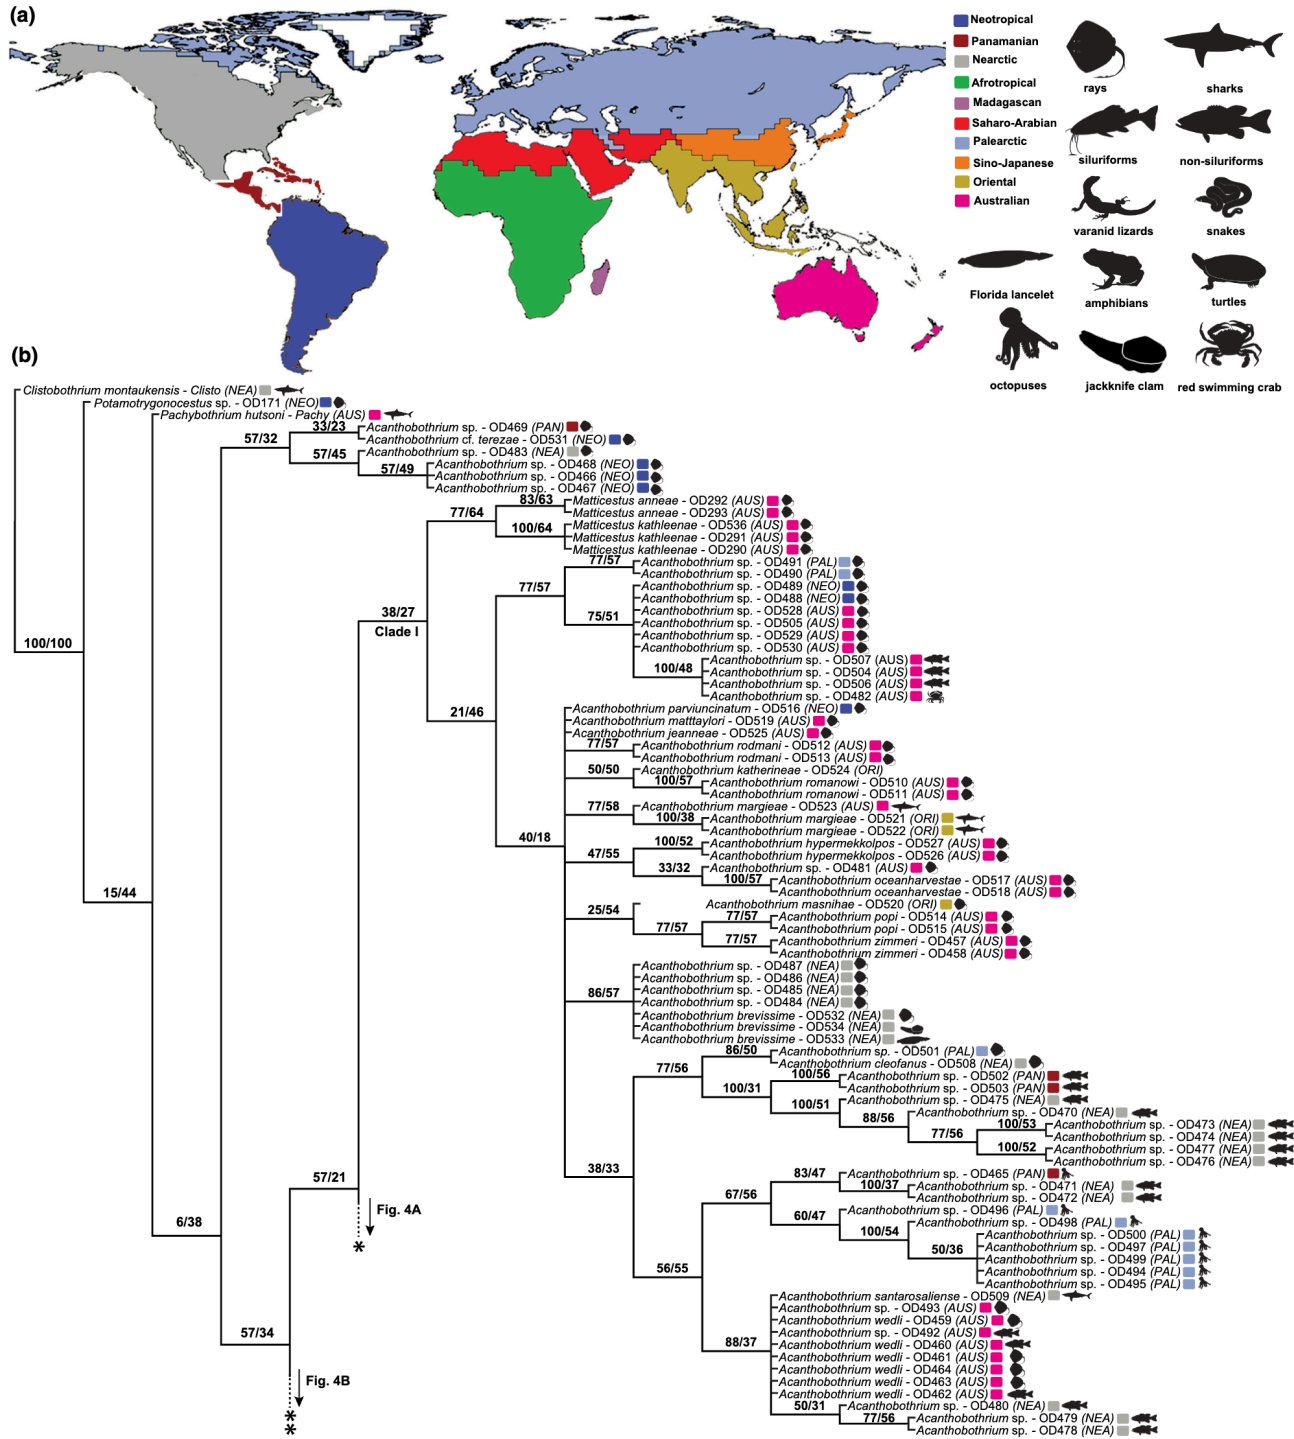 (a)
Neotropical
Panamanian
Nearctic
Afrotropical
Madagascan
Saharo-Arabian
Palearctic
Sino-Japanese
Oriental
Australian
rays
sharks
siluriforms
non-siluriforms
varanid lizards
snakes
Florida lancelet
amphibians
turtles
octopuses
jackknife clam
red swimming crab
(b)
Clistobothrium montaukensis - Clisto (NEA)
Potamotrygonocestus sp. - OD171 (NEO)
Pachybothrium hutsoni - Pachy (AUS)
33/23
Acanthobothrium sp. - OD469 (PAN)
57/32
Acanthobothrium cf. terezae - OD531 (NEO)
57/45
Acanthobothrium sp. - OD483 (NEA)
57/49
Acanthobothrium sp. - OD468 (NEO)
Acanthobothrium sp. - OD466 (NEO)
Acanthobothrium sp. - OD467 (NEO)
83/63
Matticestus anneae - OD292 (AUS)
77/64
Matticestus anneae - OD293 (AUS)
100/64
Matticestus kathleenae - OD536 (AUS)
Matticestus kathleenae - OD291 (AUS)
Matticestus kathleenae - OD290 (AUS)
77/57
Acanthobothrium sp. - OD491 (PAL)
Acanthobothrium sp. - OD490 (PAL)
77/57
Acanthobothrium sp. - OD489 (NEO)
Acanthobothrium sp. - OD488 (NEO)
38/27
Clade I
75/51
Acanthobothrium sp. - OD528 (AUS)
Acanthobothrium sp. - OD505 (AUS)
Acanthobothrium sp. - OD529 (AUS)
Acanthobothrium sp. - OD530 (AUS)
100/100
100/48
Acanthobothrium sp. - OD507 (AUS)
Acanthobothrium sp. - OD504 (AUS)
Acanthobothrium sp. - OD506 (AUS)
Acanthobothrium sp. - OD482 (AUS)
21/46
Acanthobothrium parviuncinatum - OD516 (NEO)
Acanthobothrium matttaylori - OD519 (AUS)
Acanthobothrium jeanneae - OD525 (AUS)
77/57
Acanthobothrium rodmani - OD512 (AUS)
Acanthobothrium rodmani - OD513 (AUS)
50/50
Acanthobothrium katherineae - OD524 (ORI)
100/57
Acanthobothrium romanowi - OD510 (AUS)
Acanthobothrium romanowi - OD511 (AUS)
77/58
Acanthobothrium margieae - OD523 (AUS)
100/38
Acanthobothrium margieae - OD521 (ORI)
Acanthobothrium margieae - OD522 (ORI)
40/18
100/52
Acanthobothrium hypermekkolpos - OD527 (AUS)
47/55
Acanthobothrium hypermekkolpos - OD526 (AUS)
33/32
Acanthobothrium sp. - OD481 (AUS)
100/57
Acanthobothrium oceanharvestae - OD517 (AUS)
Acanthobothrium oceanharvestae - OD518 (AUS)
15/44
25/54
Acanthobothrium masnihae - OD520 (ORI)
77/57
Acanthobothrium popi - OD514 (AUS)
77/57
Acanthobothrium popi - OD515 (AUS)
77/57
Acanthobothrium zimmeri - OD457 (AUS)
Acanthobothrium zimmeri - OD458 (AUS)
Acanthobothrium sp. - OD487 (NEA)
Acanthobothrium sp. - OD486 (NEA)
86/57
Acanthobothrium sp. - OD485 (NEA)
Acanthobothrium sp. - OD484 (NEA)
Acanthobothrium brevissime - OD532 (NEA)
Acanthobothrium brevissime - OD534 (NEA)
Acanthobothrium brevissime - OD533 (NEA)
86/50
Acanthobothrium sp. - OD501 (PAL)
77/56
Acanthobothrium cleofanus - OD508 (NEA)
100/56
Acanthobothrium sp. - OD502 (PAN)
100/31
Acanthobothrium sp. - OD503 (PAN)
100/51
Acanthobothrium sp. - OD475 (NEA)
88/56
Acanthobothrium sp. - OD470 (NEA)
77/56
100/53
Acanthobothrium sp. - OD473 (NEA)
Acanthobothrium sp. - OD474 (NEA)
100/52
Acanthobothrium sp. - OD477 (NEA)
Acanthobothrium sp. - OD476 (NEA)
38/33
57/21
83/47
Acanthobothrium sp. - OD465 (PAN)
67/56
100/37
Acanthobothrium sp. - OD471 (NEA)
Acanthobothrium sp. - OD472 (NEA)
Fig. 4A
*
6/38
60/47
Acanthobothrium sp. - OD496 (PAL)
100/54
Acanthobothrium sp. - OD498 (PAL)
50/36
Acanthobothrium sp. - OD500 (PAL)
Acanthobothrium sp. - OD497 (PAL)
Acanthobothrium sp. - OD499 (PAL)
Acanthobothrium sp. - OD494 (PAL)
Acanthobothrium sp. - OD495 (PAL)
56/55
Acanthobothrium santarosaliense - OD509 (NEA)
Acanthobothrium sp. - OD493 (AUS)
Acanthobothrium wedli - OD459 (AUS)
57/34
88/37
Acanthobothrium sp. - OD492 (AUS)
Acanthobothrium wedli - OD460 (AUS)
Acanthobothrium wedli - OD461 (AUS)
Acanthobothrium wedli - OD464 (AUS)
Acanthobothrium wedli - OD463 (AUS)
Acanthobothrium wedli - OD462 (AUS)
50/31
Acanthobothrium sp. - OD480 (NEA)
77/56
Acanthobothrium sp. - OD479 (NEA)
Acanthobothrium sp. - OD478 (NEA)
Fig. 4B
*
*